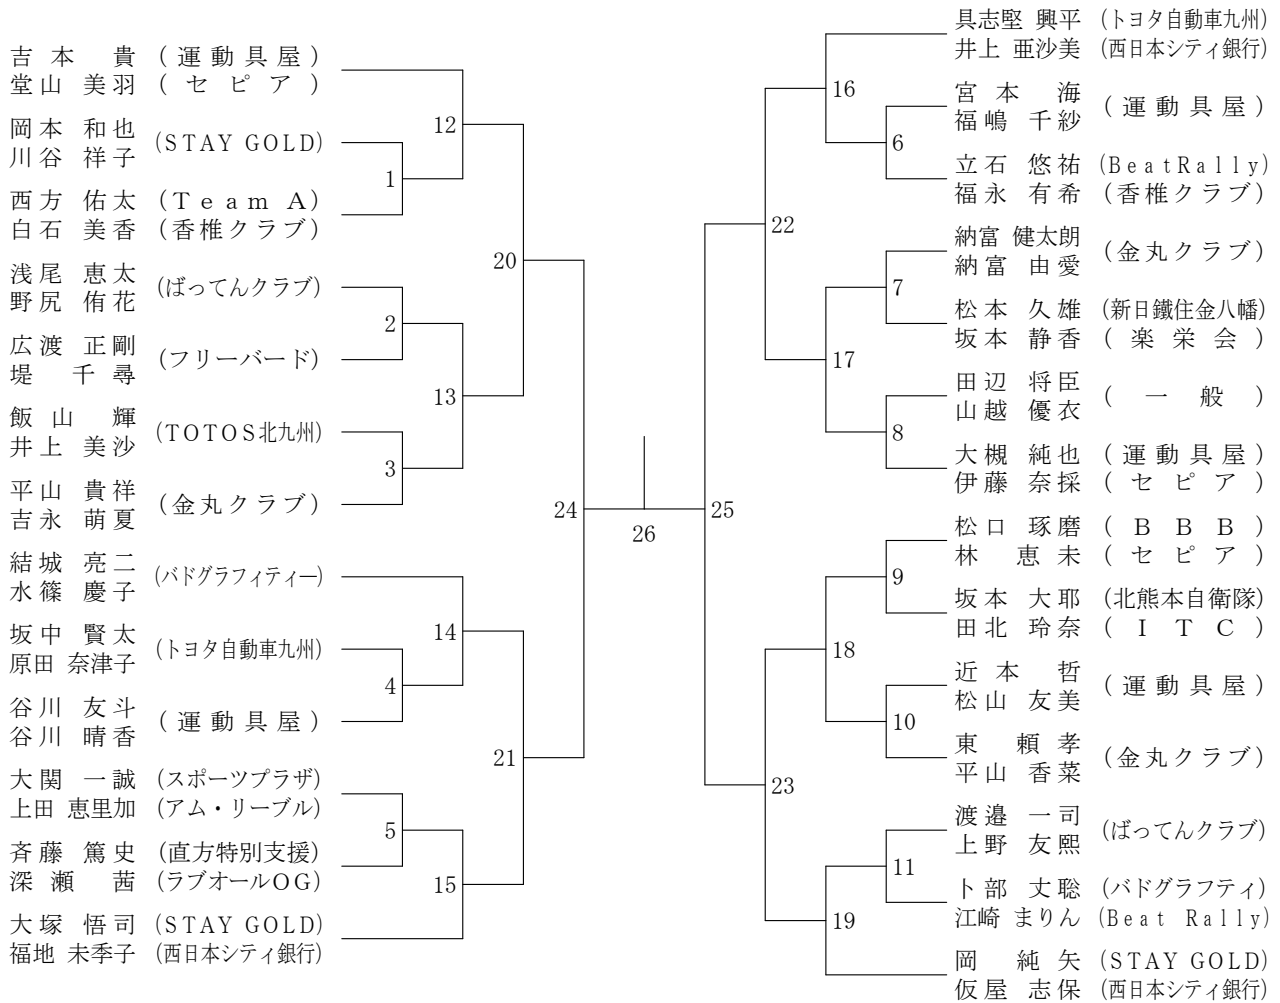 吉本 貴 (運動具屋)
堂山 美羽 (セピア)
岡本 和也
川谷 祥子
(STAY GOLD)
西方 佑太 (Team A)
白石 美香 (香椎クラブ)
浅尾 恵太
野尻 侑花
(ばってんクラブ)
広渡 正剛
堤 千尋
(フリーバード)
飯山 輝
井上 美沙
(TOTOS北九州)
平山 貴祥
吉永 萌夏
(金丸クラブ)
結城 亮二
水篠 慶子
(バドグラフィティー)
坂中 賢太
原田 奈津子
(トヨタ自動車九州)
谷川 友斗
谷川 晴香
(運動具屋)
大関 一誠 (スポーツプラザ)
上田 恵里加 (アム・リーブル)
斉藤 篤史 (直方特別支援)
深瀬 茜 (ラブオールOG)
大塚 悟司 (STAY GOLD)
福地 未季子 (西日本シティ銀行)
12
1
20
2
13
3
24
14
4
21
5
15
26
25
16
6
22
7
17
8
9
18
10
23
11
19
具志堅 興平 (トヨタ自動車九州)
井上 亜沙美 (西日本シティ銀行)
宮本 海
福嶋 千紗
(運動具屋)
立石 悠祐 (BeatRally)
福永 有希 (香椎クラブ)
納富 健太朗
納富 由愛
(金丸クラブ)
松本 久雄 (新日鐵住金八幡)
坂本 静香 (楽栄会)
田辺 将臣
山越 優衣
(一般)
大槻 純也 (運動具屋)
伊藤 奈採 (セピア)
松口 琢磨 (BBB)
林 恵未 (セピア)
坂本 大耶 (北熊本自衛隊)
田北 玲奈 (ITC)
近本 哲
松山 友美
(運動具屋)
東 頼孝
平山 香菜
(金丸クラブ)
渡邉 一司
上野 友熙
(ばってんクラブ)
卜部 丈聡 (バドグラフティ)
江崎 まりん (Beat Rally)
岡 純矢 (STAY GOLD)
仮屋 志保 (西日本シティ銀行)